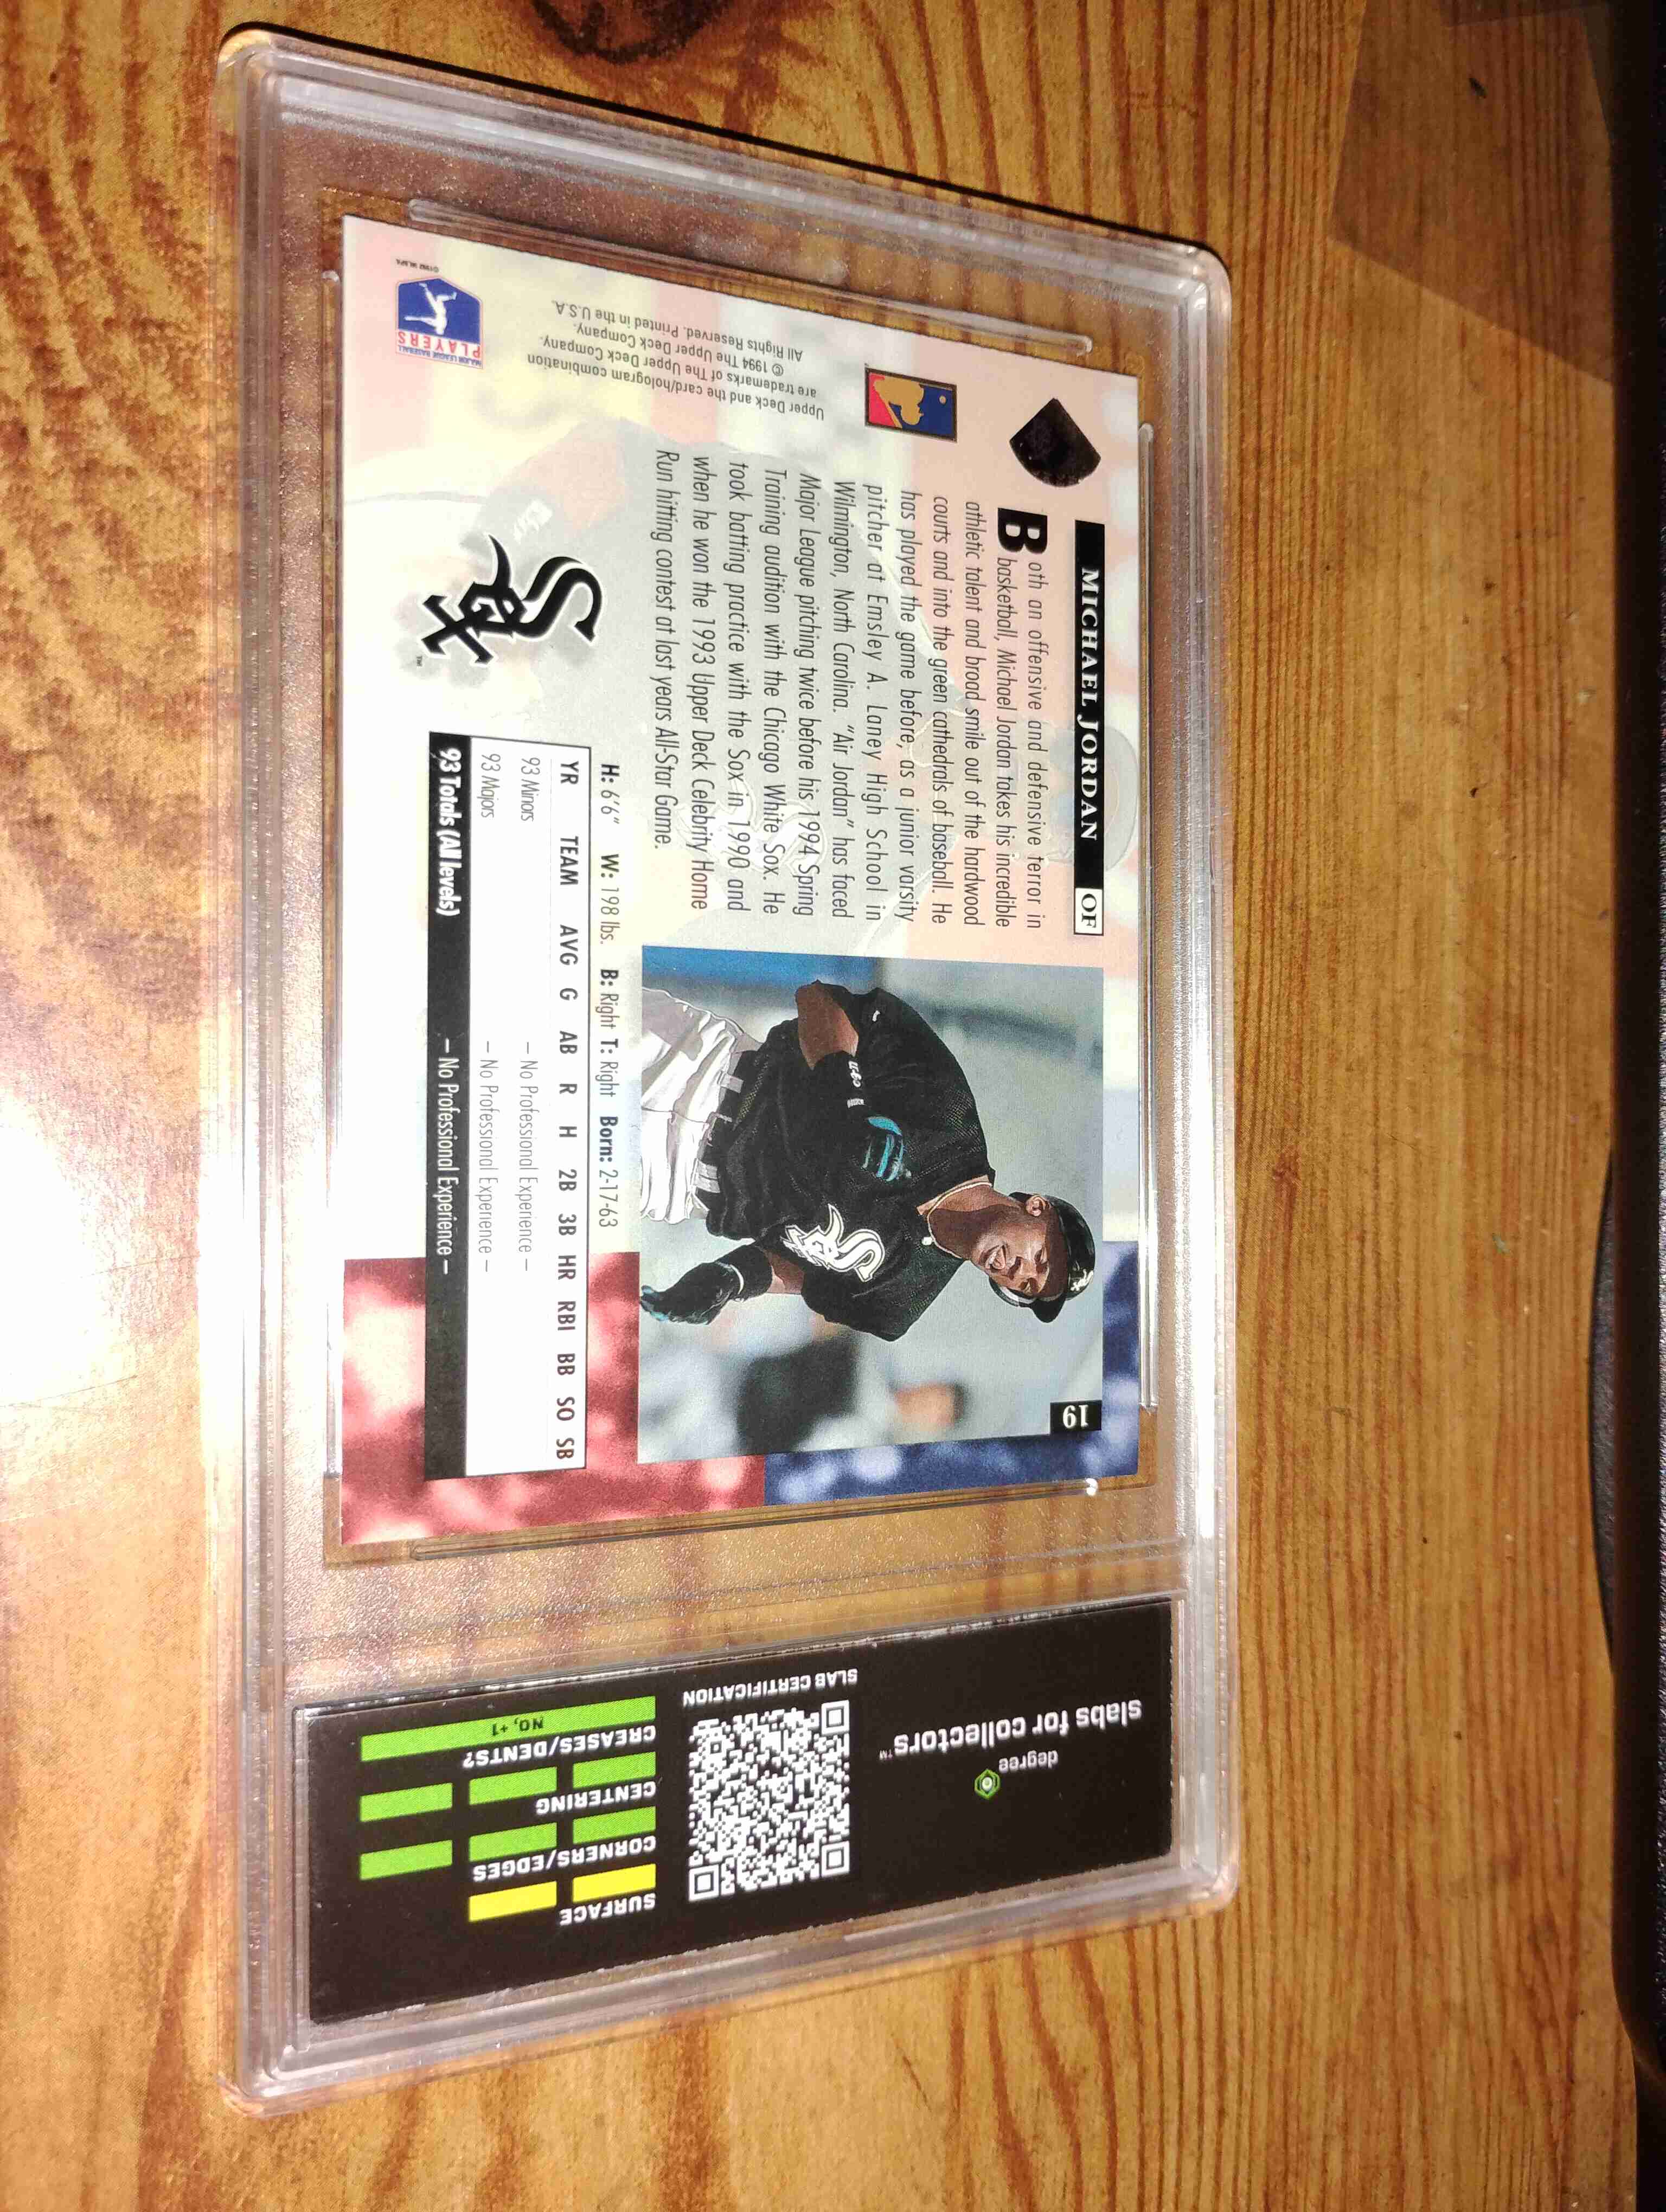 MICHAEL JORDAN OF
19
Both an offensive and defensive terror in
basketball, Michael Jordan takes his incredible
athletic talent and broad smile out of the hardwood
courts and into the green cathedrals of baseball. He
has played the game before, as a junior varsity
pitcher at Emsley A. Laney High School in
Wilmington, North Carolina. "Air Jordan" has faced
Major League pitching twice before his 1994 Spring
Training audition with the Chicago White Sox. He
took batting practice with the Sox in 1990 and
when he won the 1993 Upper Deck Celebrity Home
Run hitting contest at last years All-Star Game.
Sox
Sox
TM
H: 6'6" W: 198 lbs. B: Right T: Right Born: 2-17-63
YR TEAM AVG G AB R H 2B 3B HR RBI BB SO SB
93 Minors – No Professional Experience –
93 Majors – No Professional Experience –
93 Totals (All levels) – No Professional Experience –
Upper Deck and the card/hologram combination
are trademarks of The Upper Deck Company.
© 1994 The Upper Deck Company.
All Rights Reserved. Printed in the U.S.A.
MAJOR LEAGUE BASEBALL
PLAYERS
©1992 MLBPA
degree
slabs for collectors™
SLAB CERTIFICATION
SURFACE
CORNERS/EDGES
CENTERING
CREASES/DENTS?
NO, +1